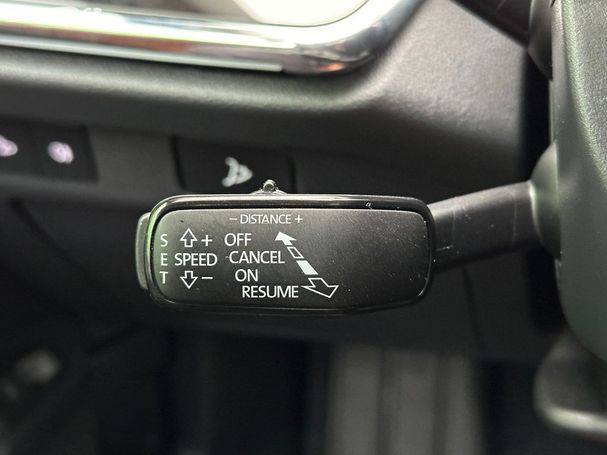 − DISTANCE +
S ⇧ + OFF
E SPEED CANCEL
T ⇩ − ON
RESUME